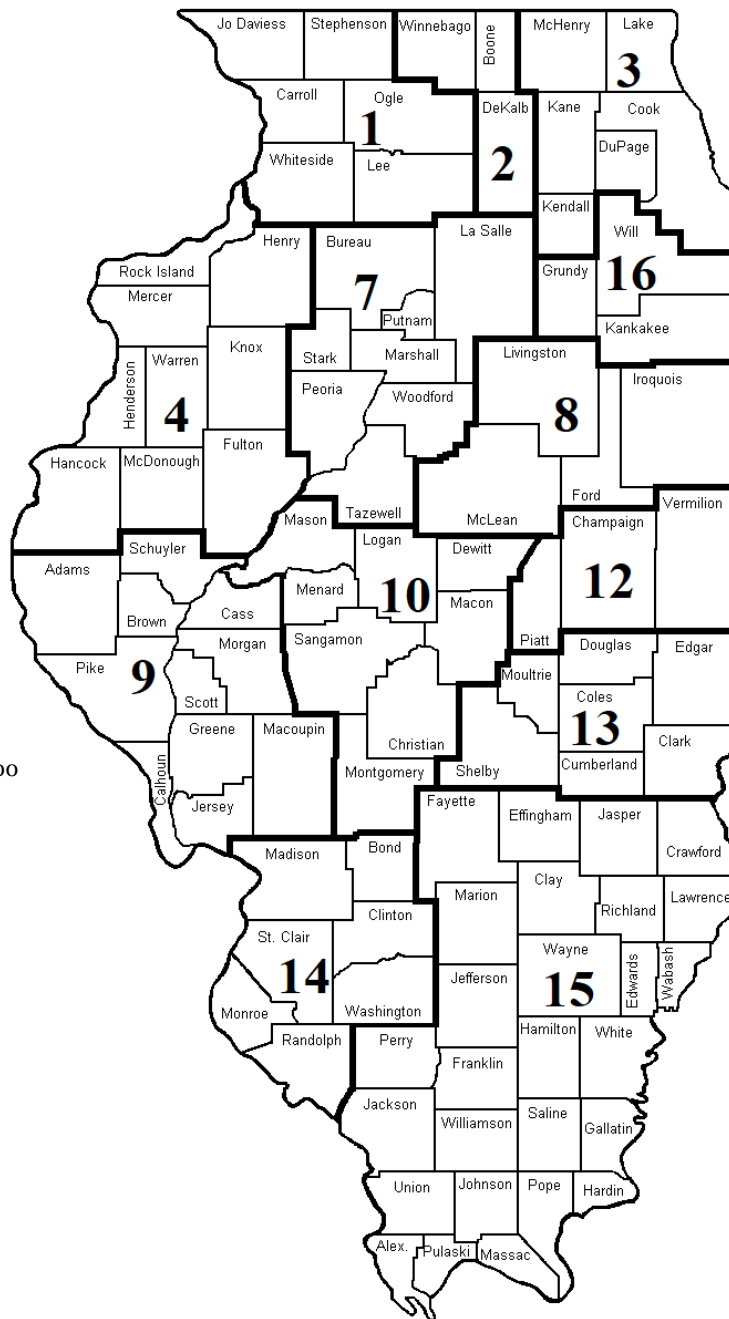 Jo Daviess
Stephenson
Winnebago
Boone
McHenry
Lake
3
Carroll
Ogle
1
DeKalb
2
Kane
Cook
DuPage
Whiteside
Lee
Kendall
Henry
Bureau
La Salle
Will
16
Grundy
Rock Island
Mercer
7
Putnam
Kankakee
Stark
Marshall
Livingston
Knox
Warren
Henderson
4
Peoria
Woodford
8
Iroquois
Hancock
McDonough
Fulton
Tazewell
McLean
Ford
Vermilion
Mason
Champaign
Schuyler
Logan
Dewitt
12
Adams
Menard
10
Brown
Cass
Macon
Morgan
Sangamon
Piatt
Douglas
Edgar
Pike
9
Moultrie
Scott
Coles
13
Greene
Macoupin
Christian
Clark
oo
Calhoun
Montgomery
Shelby
Cumberland
Jersey
Fayette
Effingham
Jasper
Madison
Bond
Crawford
Clay
Marion
Richland
Lawrence
Clinton
St. Clair
14
Wayne
15
Edwards
Wabash
Jefferson
Monroe
Washington
Randolph
Perry
Hamilton
White
Franklin
Jackson
Williamson
Saline
Gallatin
Union
Johnson
Pope
Hardin
Alex.
Pulaski
Massac